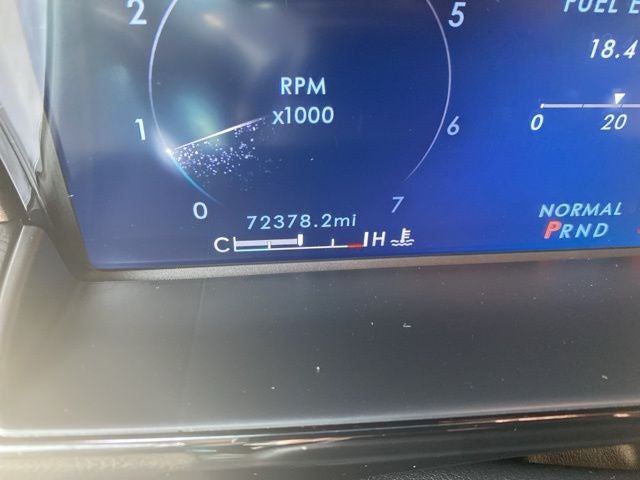 2
5
FUEL E
18.4
RPM
x1000
1
6
0 20
0
7
72378.2mi
NORMAL
PRND
C H